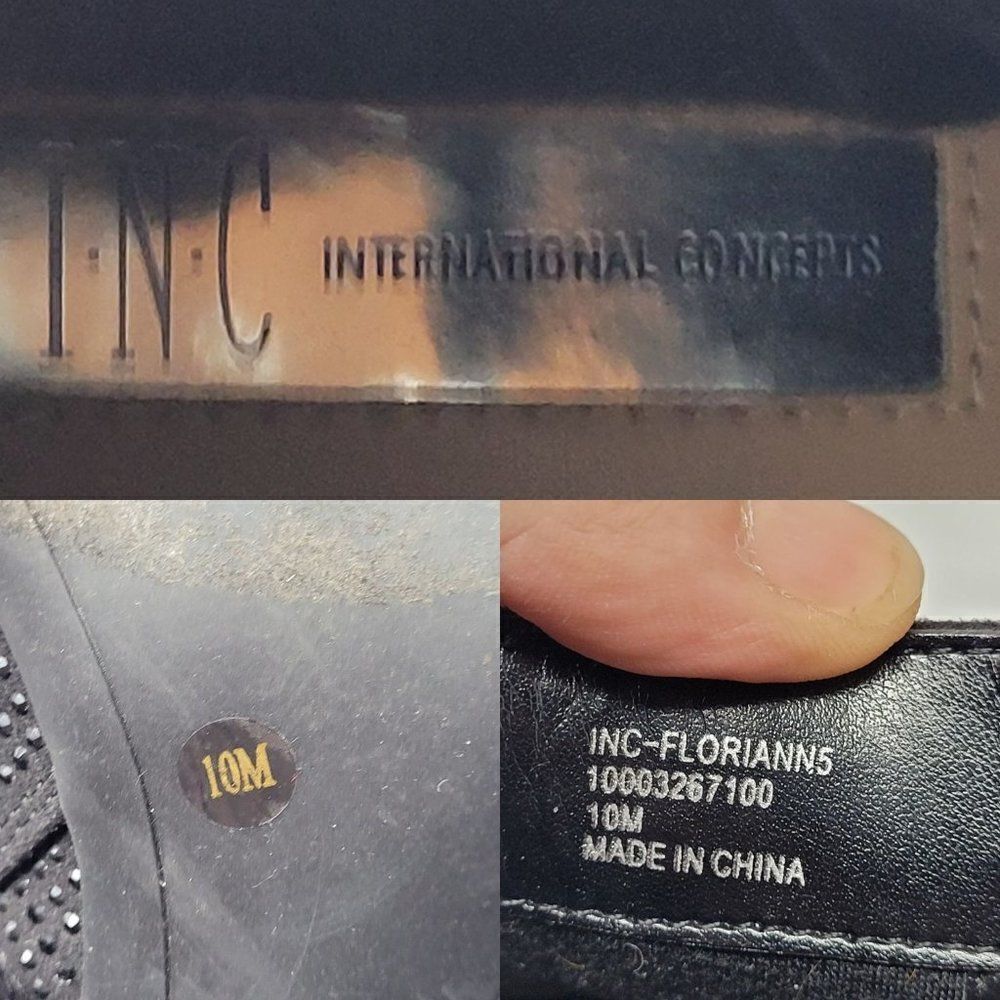 I·N·C INTERNATIONAL CONCEPTS
10M
INC-FLORIANN5
10003267100
10M
MADE IN CHINA